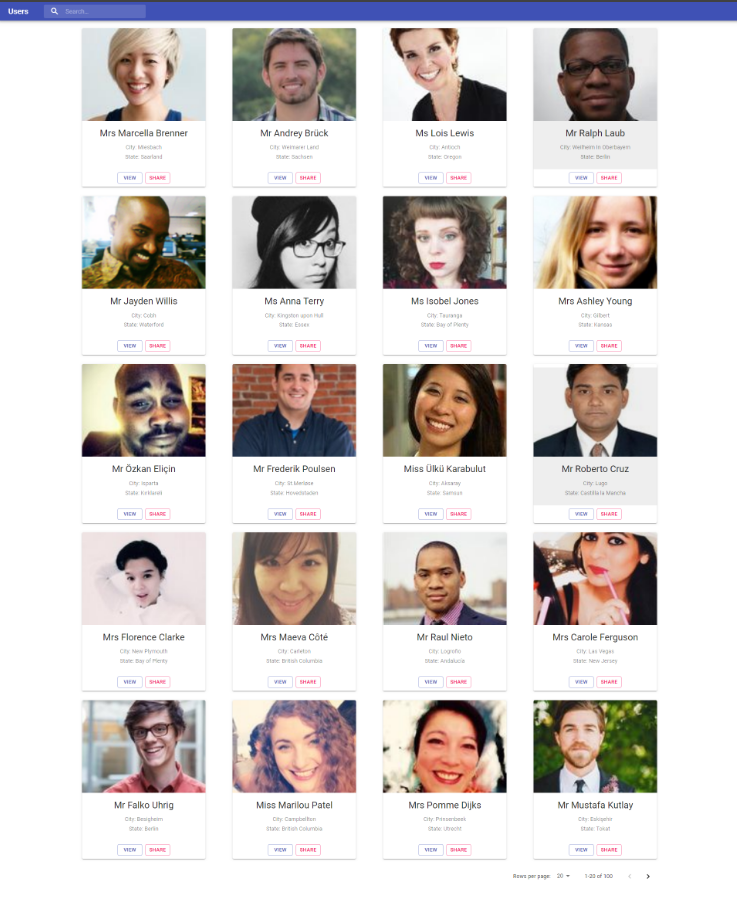 Users
Search...
Mrs Marcella Brenner
City: Miesbach
State: Saarland
VIEW SHARE
Mr Andrey Brück
City: Weimarer Land
State: Sachsen
VIEW SHARE
Ms Lois Lewis
City: Antioch
State: Oregon
VIEW SHARE
Mr Ralph Laub
City: Weilheim in Oberbayern
State: Berlin
VIEW SHARE
Mr Jayden Willis
City: Cobh
State: Waterford
VIEW SHARE
Ms Anna Terry
City: Kingston upon Hull
State: Essex
VIEW SHARE
Ms Isobel Jones
City: Tauranga
State: Bay of Plenty
VIEW SHARE
Mrs Ashley Young
City: Gilbert
State: Kansas
VIEW SHARE
Mr Özkan Eliçin
City: Isparta
State: Kırklareli
VIEW SHARE
Mr Frederik Poulsen
City: St.Merløse
State: Hovedstaden
VIEW SHARE
Miss Ülkü Karabulut
City: Aksaray
State: Samsun
VIEW SHARE
Mr Roberto Cruz
City: Lugo
State: Castilla la Mancha
VIEW SHARE
Mrs Florence Clarke
City: New Plymouth
State: Bay of Plenty
VIEW SHARE
Mrs Maeva Côté
City: Carleton
State: British Columbia
VIEW SHARE
Mr Raul Nieto
City: Logroño
State: Andalucía
VIEW SHARE
Mrs Carole Ferguson
City: Las Vegas
State: New Jersey
VIEW SHARE
Mr Falko Uhrig
City: Besigheim
State: Berlin
VIEW SHARE
Miss Marilou Patel
City: Campbellton
State: British Columbia
VIEW SHARE
Mrs Pomme Dijks
City: Prinsenbeek
State: Utrecht
VIEW SHARE
Mr Mustafa Kutlay
City: Eskişehir
State: Tokat
VIEW SHARE
Rows per page: 20 1-20 of 100